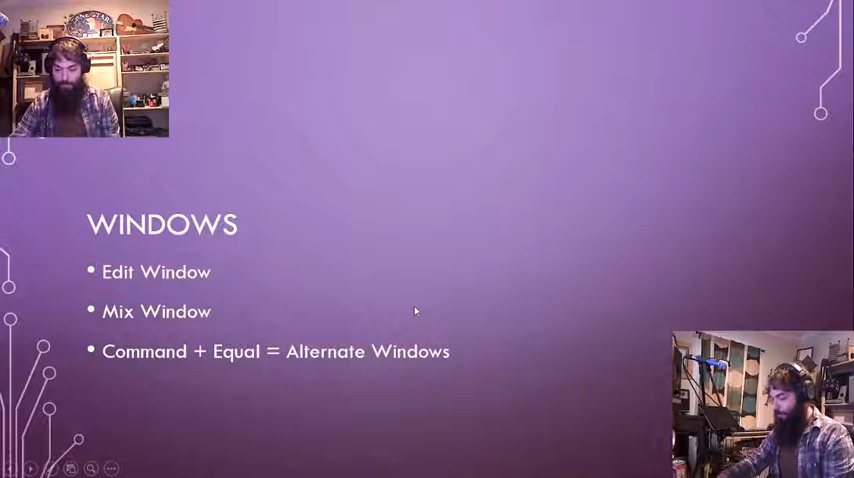 WINDOWS
• Edit Window
• Mix Window
• Command + Equal = Alternate Windows